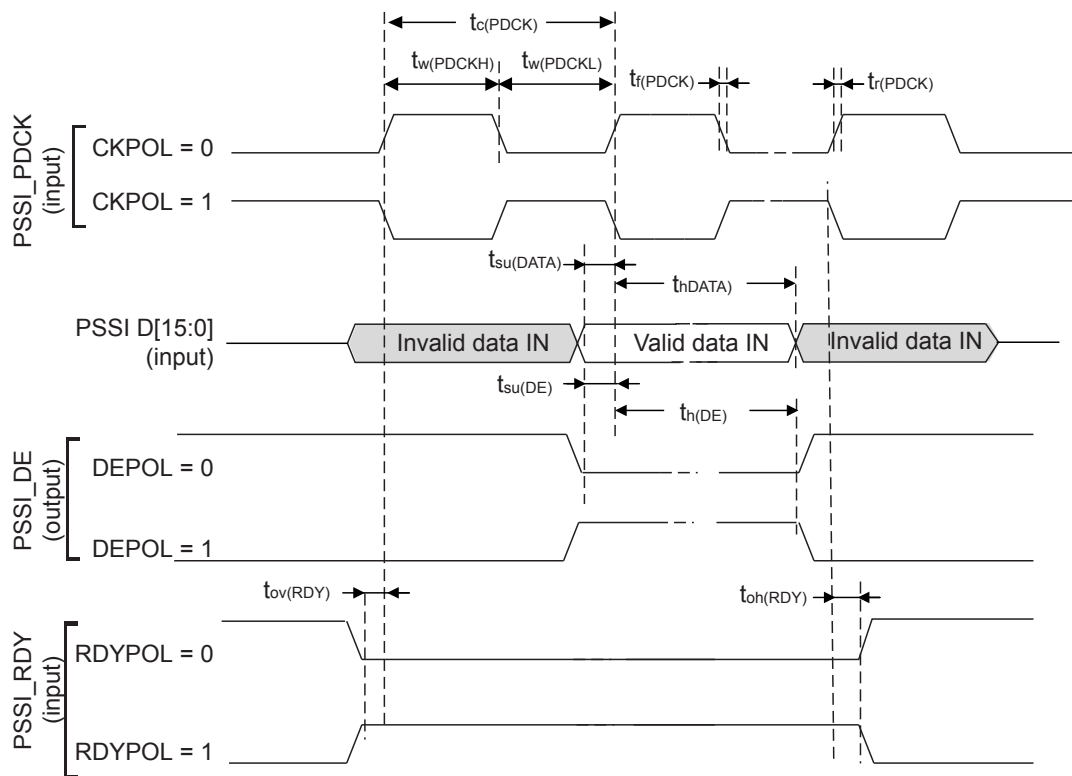 tc(PDCK)
tw(PDCKH)
tw(PDCKL)
tf(PDCK)
tr(PDCK)
PSSI_PDCK
(input)
CKPOL = 0
CKPOL = 1
tsu(DATA)
thDATA)
PSSI D[15:0]
(input)
Invalid data IN
Valid data IN
Invalid data IN
tsu(DE)
th(DE)
PSSI_DE
(output)
DEPOL = 0
DEPOL = 1
tov(RDY)
toh(RDY)
PSSI_RDY
(input)
RDYPOL = 0
RDYPOL = 1